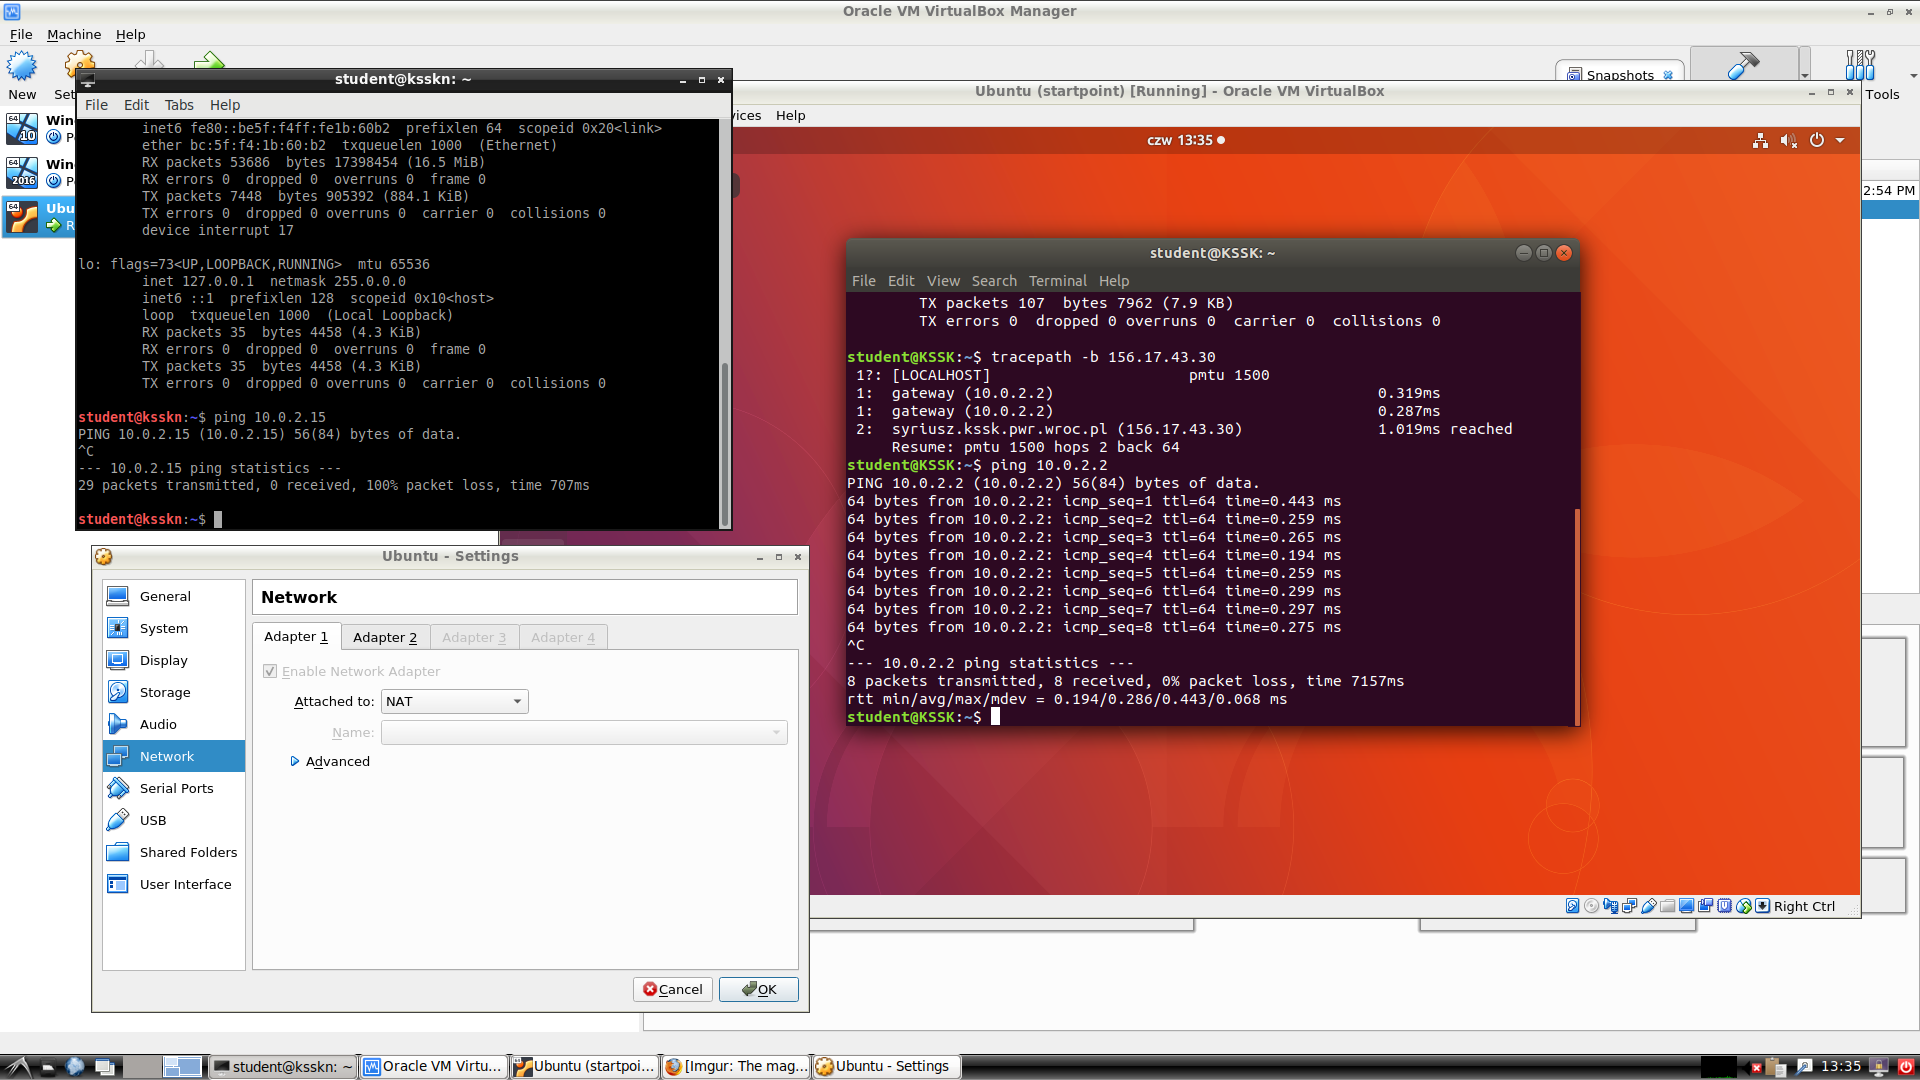 Oracle VM VirtualBox Manager
File Machine Help
New
Snapshots
Tools
2:54 PM
student@ksskn: ~
File Edit Tabs Help
inet6 fe80::be5f:f4ff:fe1b:60b2 prefixlen 64 scopeid 0x20<link>
ether bc:5f:f4:1b:60:b2 txqueuelen 1000 (Ethernet)
RX packets 53686 bytes 17398454 (16.5 MiB)
RX errors 0 dropped 0 overruns 0 frame 0
TX packets 7448 bytes 905392 (884.1 KiB)
TX errors 0 dropped 0 overruns 0 carrier 0 collisions 0
device interrupt 17
lo: flags=73<UP,LOOPBACK,RUNNING> mtu 65536
inet 127.0.0.1 netmask 255.0.0.0
inet6 ::1 prefixlen 128 scopeid 0x10<host>
loop txqueuelen 1000 (Local Loopback)
RX packets 35 bytes 4458 (4.3 KiB)
RX errors 0 dropped 0 overruns 0 frame 0
TX packets 35 bytes 4458 (4.3 KiB)
TX errors 0 dropped 0 overruns 0 carrier 0 collisions 0
student@ksskn:~$ ping 10.0.2.15
PING 10.0.2.15 (10.0.2.15) 56(84) bytes of data.
^C
--- 10.0.2.15 ping statistics ---
29 packets transmitted, 0 received, 100% packet loss, time 707ms
student@ksskn:~$
Ubuntu (startpoint) [Running] - Oracle VM VirtualBox
Help
czw 13:35
student@KSSK: ~
File Edit View Search Terminal Help
TX packets 107 bytes 7962 (7.9 KB)
TX errors 0 dropped 0 overruns 0 carrier 0 collisions 0
student@KSSK:~$ tracepath -b 156.17.43.30
1?: [LOCALHOST] pmtu 1500
1: gateway (10.0.2.2) 0.319ms
1: gateway (10.0.2.2) 0.287ms
2: syriusz.kssk.pwr.wroc.pl (156.17.43.30) 1.019ms reached
Resume: pmtu 1500 hops 2 back 64
student@KSSK:~$ ping 10.0.2.2
PING 10.0.2.2 (10.0.2.2) 56(84) bytes of data.
64 bytes from 10.0.2.2: icmp_seq=1 ttl=64 time=0.443 ms
64 bytes from 10.0.2.2: icmp_seq=2 ttl=64 time=0.259 ms
64 bytes from 10.0.2.2: icmp_seq=3 ttl=64 time=0.265 ms
64 bytes from 10.0.2.2: icmp_seq=4 ttl=64 time=0.194 ms
64 bytes from 10.0.2.2: icmp_seq=5 ttl=64 time=0.259 ms
64 bytes from 10.0.2.2: icmp_seq=6 ttl=64 time=0.299 ms
64 bytes from 10.0.2.2: icmp_seq=7 ttl=64 time=0.297 ms
64 bytes from 10.0.2.2: icmp_seq=8 ttl=64 time=0.275 ms
^C
--- 10.0.2.2 ping statistics ---
8 packets transmitted, 8 received, 0% packet loss, time 7157ms
rtt min/avg/max/mdev = 0.194/0.286/0.443/0.068 ms
student@KSSK:~$
Right Ctrl
Ubuntu - Settings
General
System
Display
Storage
Audio
Network
Serial Ports
USB
Shared Folders
User Interface
Network
Adapter 1 Adapter 2 Adapter 3 Adapter 4
Enable Network Adapter
Attached to: NAT
Name:
Advanced
Cancel OK
student@ksskn: ~ Oracle VM Virtu... Ubuntu (startpoi... [Imgur: The mag... Ubuntu - Settings 13:35